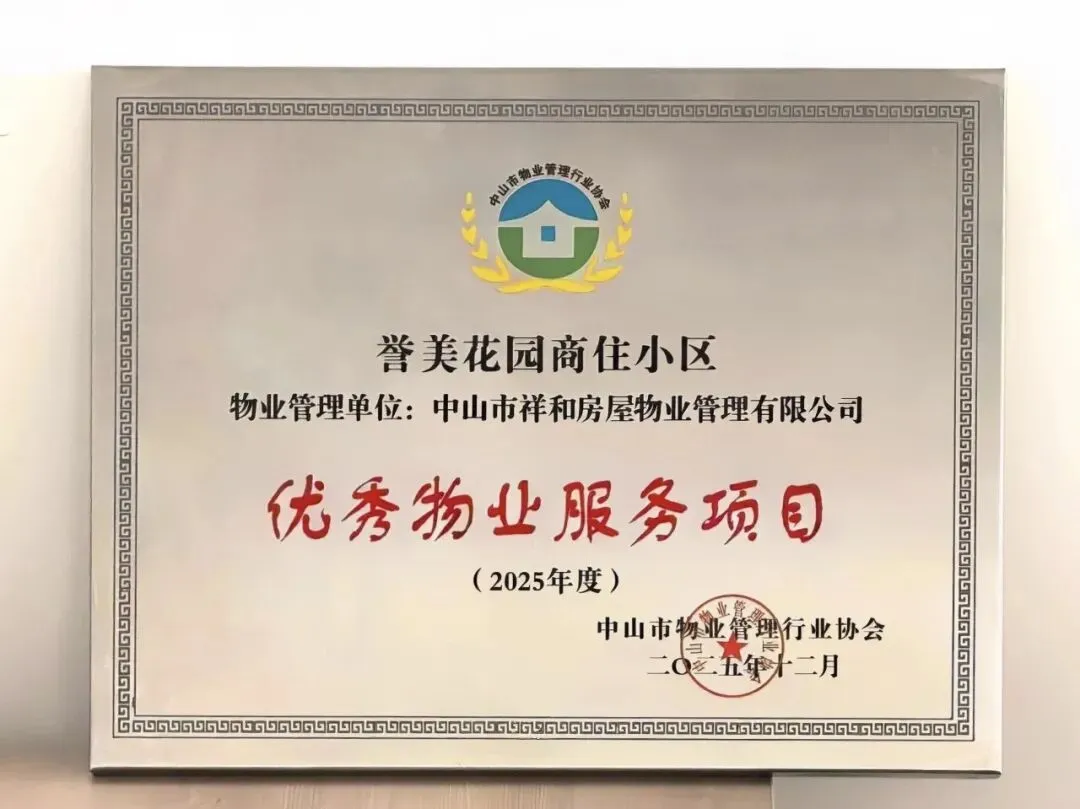 中山市物业管理行业协会
誉美花园商住小区
物业管理单位：中山市祥和房屋物业管理有限公司
优秀物业服务项目
（2025年度）
中山市物业管理行业协会
二〇二五年十二月